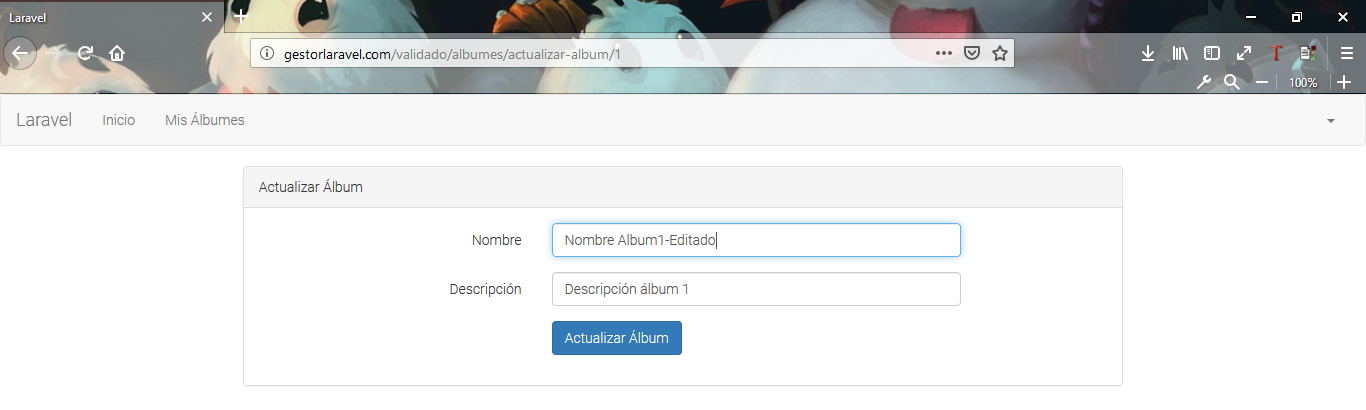 Laravel
gestorlaravel.com/validado/albumes/actualizar-album/1
100%
Laravel Inicio Mis Álbumes
Actualizar Álbum
Nombre Nombre Album1-Editado
Descripción Descripción álbum 1
Actualizar Álbum